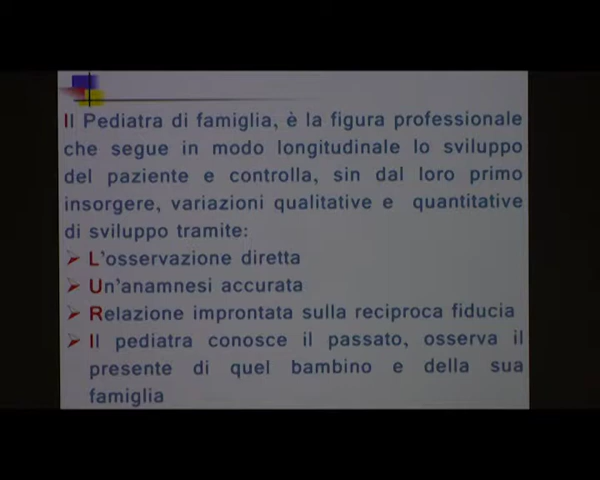 Il Pediatra di famiglia, è la figura professionale
che segue in modo longitudinale lo sviluppo
del paziente e controlla, sin dal loro primo
insorgere, variazioni qualitative e quantitative
di sviluppo tramite:
➢ L'osservazione diretta
➢ Un'anamnesi accurata
➢ Relazione improntata sulla reciproca fiducia
➢ Il pediatra conosce il passato, osserva il
presente di quel bambino e della sua
famiglia